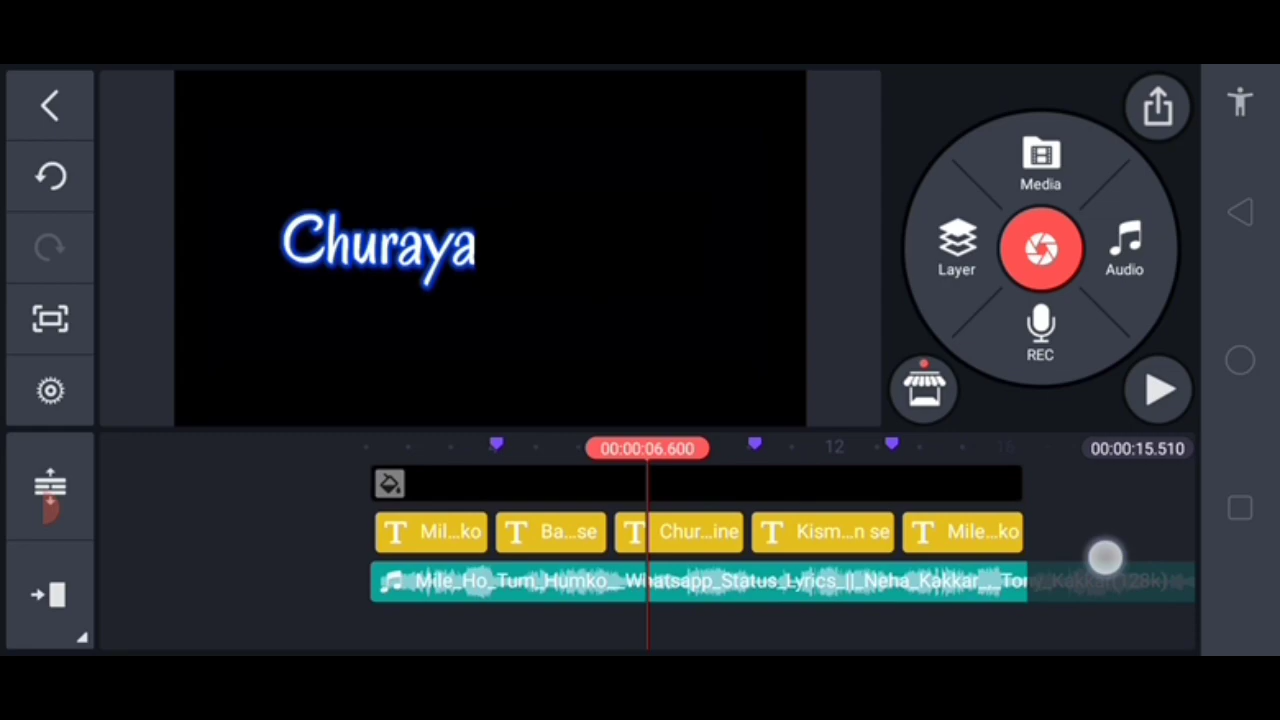 Churaya
Media
Layer
Audio
REC
00:00:06.600
12
16
00:00:15.510
Mil...ko
Ba...se
Chur...ine
Kism...n se
Mile...ko
Mile_Ho_Tum_Humko__Whatsapp_Status_Lyrics_||_Neha_Kakkar__Tony_Kakkar(128k)